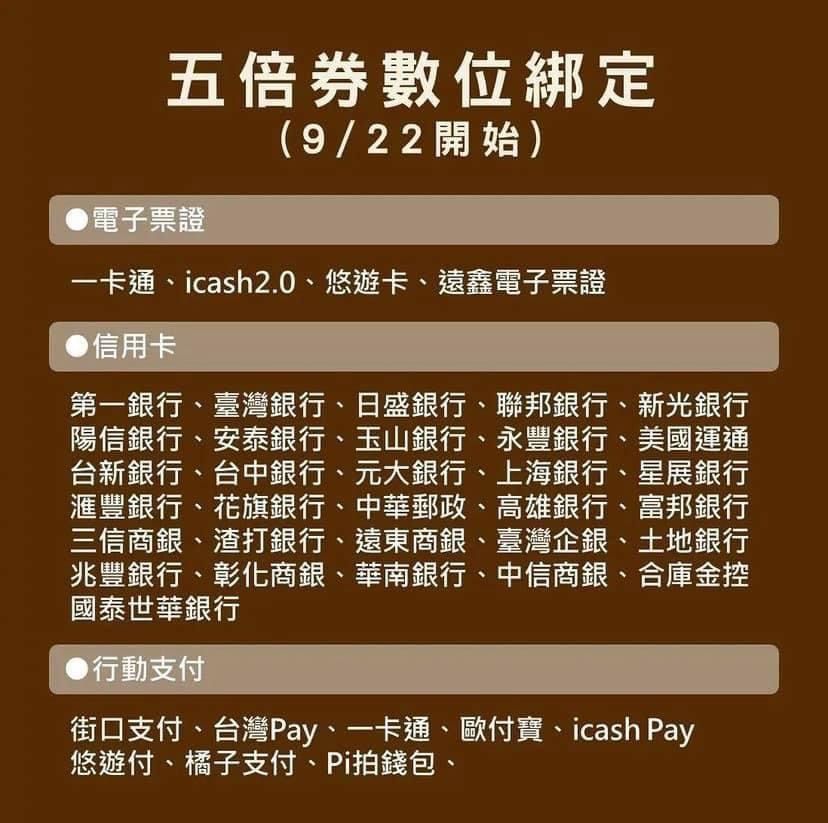 五倍券數位綁定
(9/22開始)
●電子票證
一卡通、icash2.0、悠遊卡、遠鑫電子票證
●信用卡
第一銀行、臺灣銀行、日盛銀行、聯邦銀行、新光銀行
陽信銀行、安泰銀行、玉山銀行、永豐銀行、美國運通
台新銀行、台中銀行、元大銀行、上海銀行、星展銀行
滙豐銀行、花旗銀行、中華郵政、高雄銀行、富邦銀行
三信商銀、渣打銀行、遠東商銀、臺灣企銀、土地銀行
兆豐銀行、彰化商銀、華南銀行、中信商銀、合庫金控
國泰世華銀行
●行動支付
街口支付、台灣Pay、一卡通、歐付寶、icash Pay
悠遊付、橘子支付、Pi拍錢包、